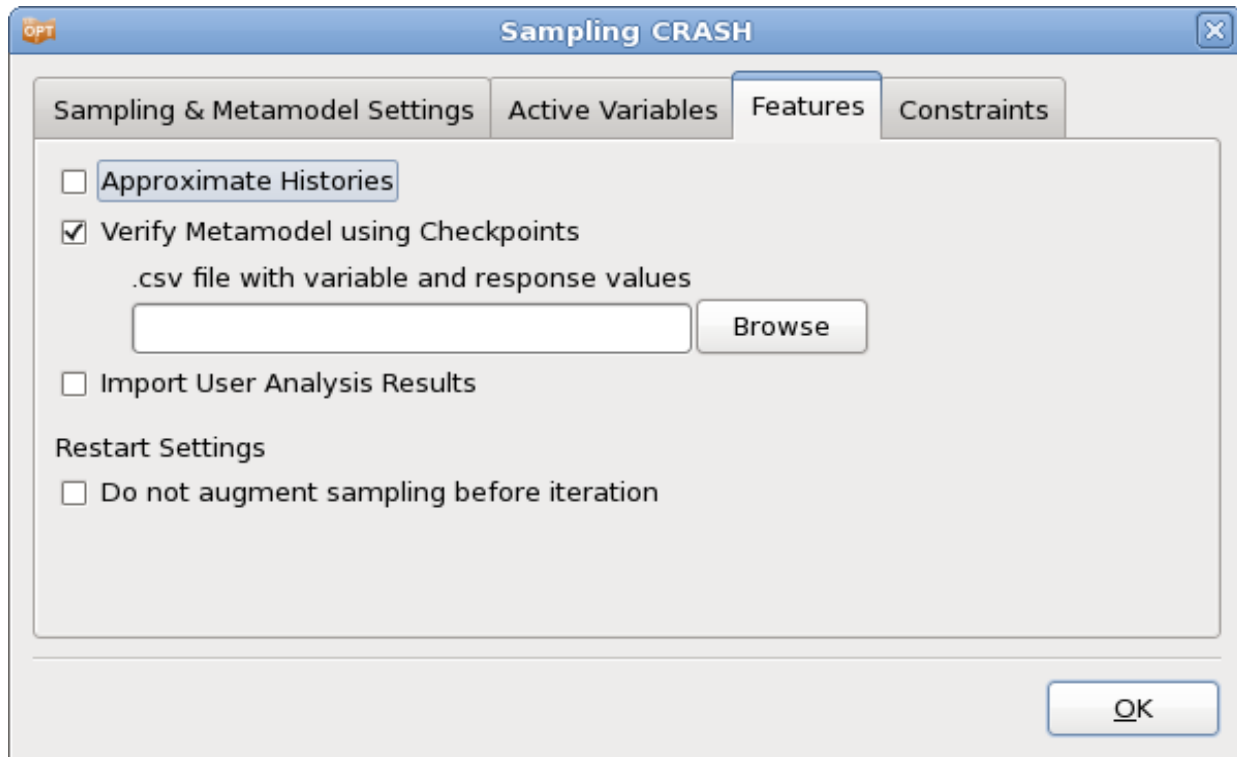 OPT Sampling CRASH
Sampling & Metamodel Settings Active Variables Features Constraints
Approximate Histories
Verify Metamodel using Checkpoints
.csv file with variable and response values
Browse
Import User Analysis Results
Restart Settings
Do not augment sampling before iteration
OK